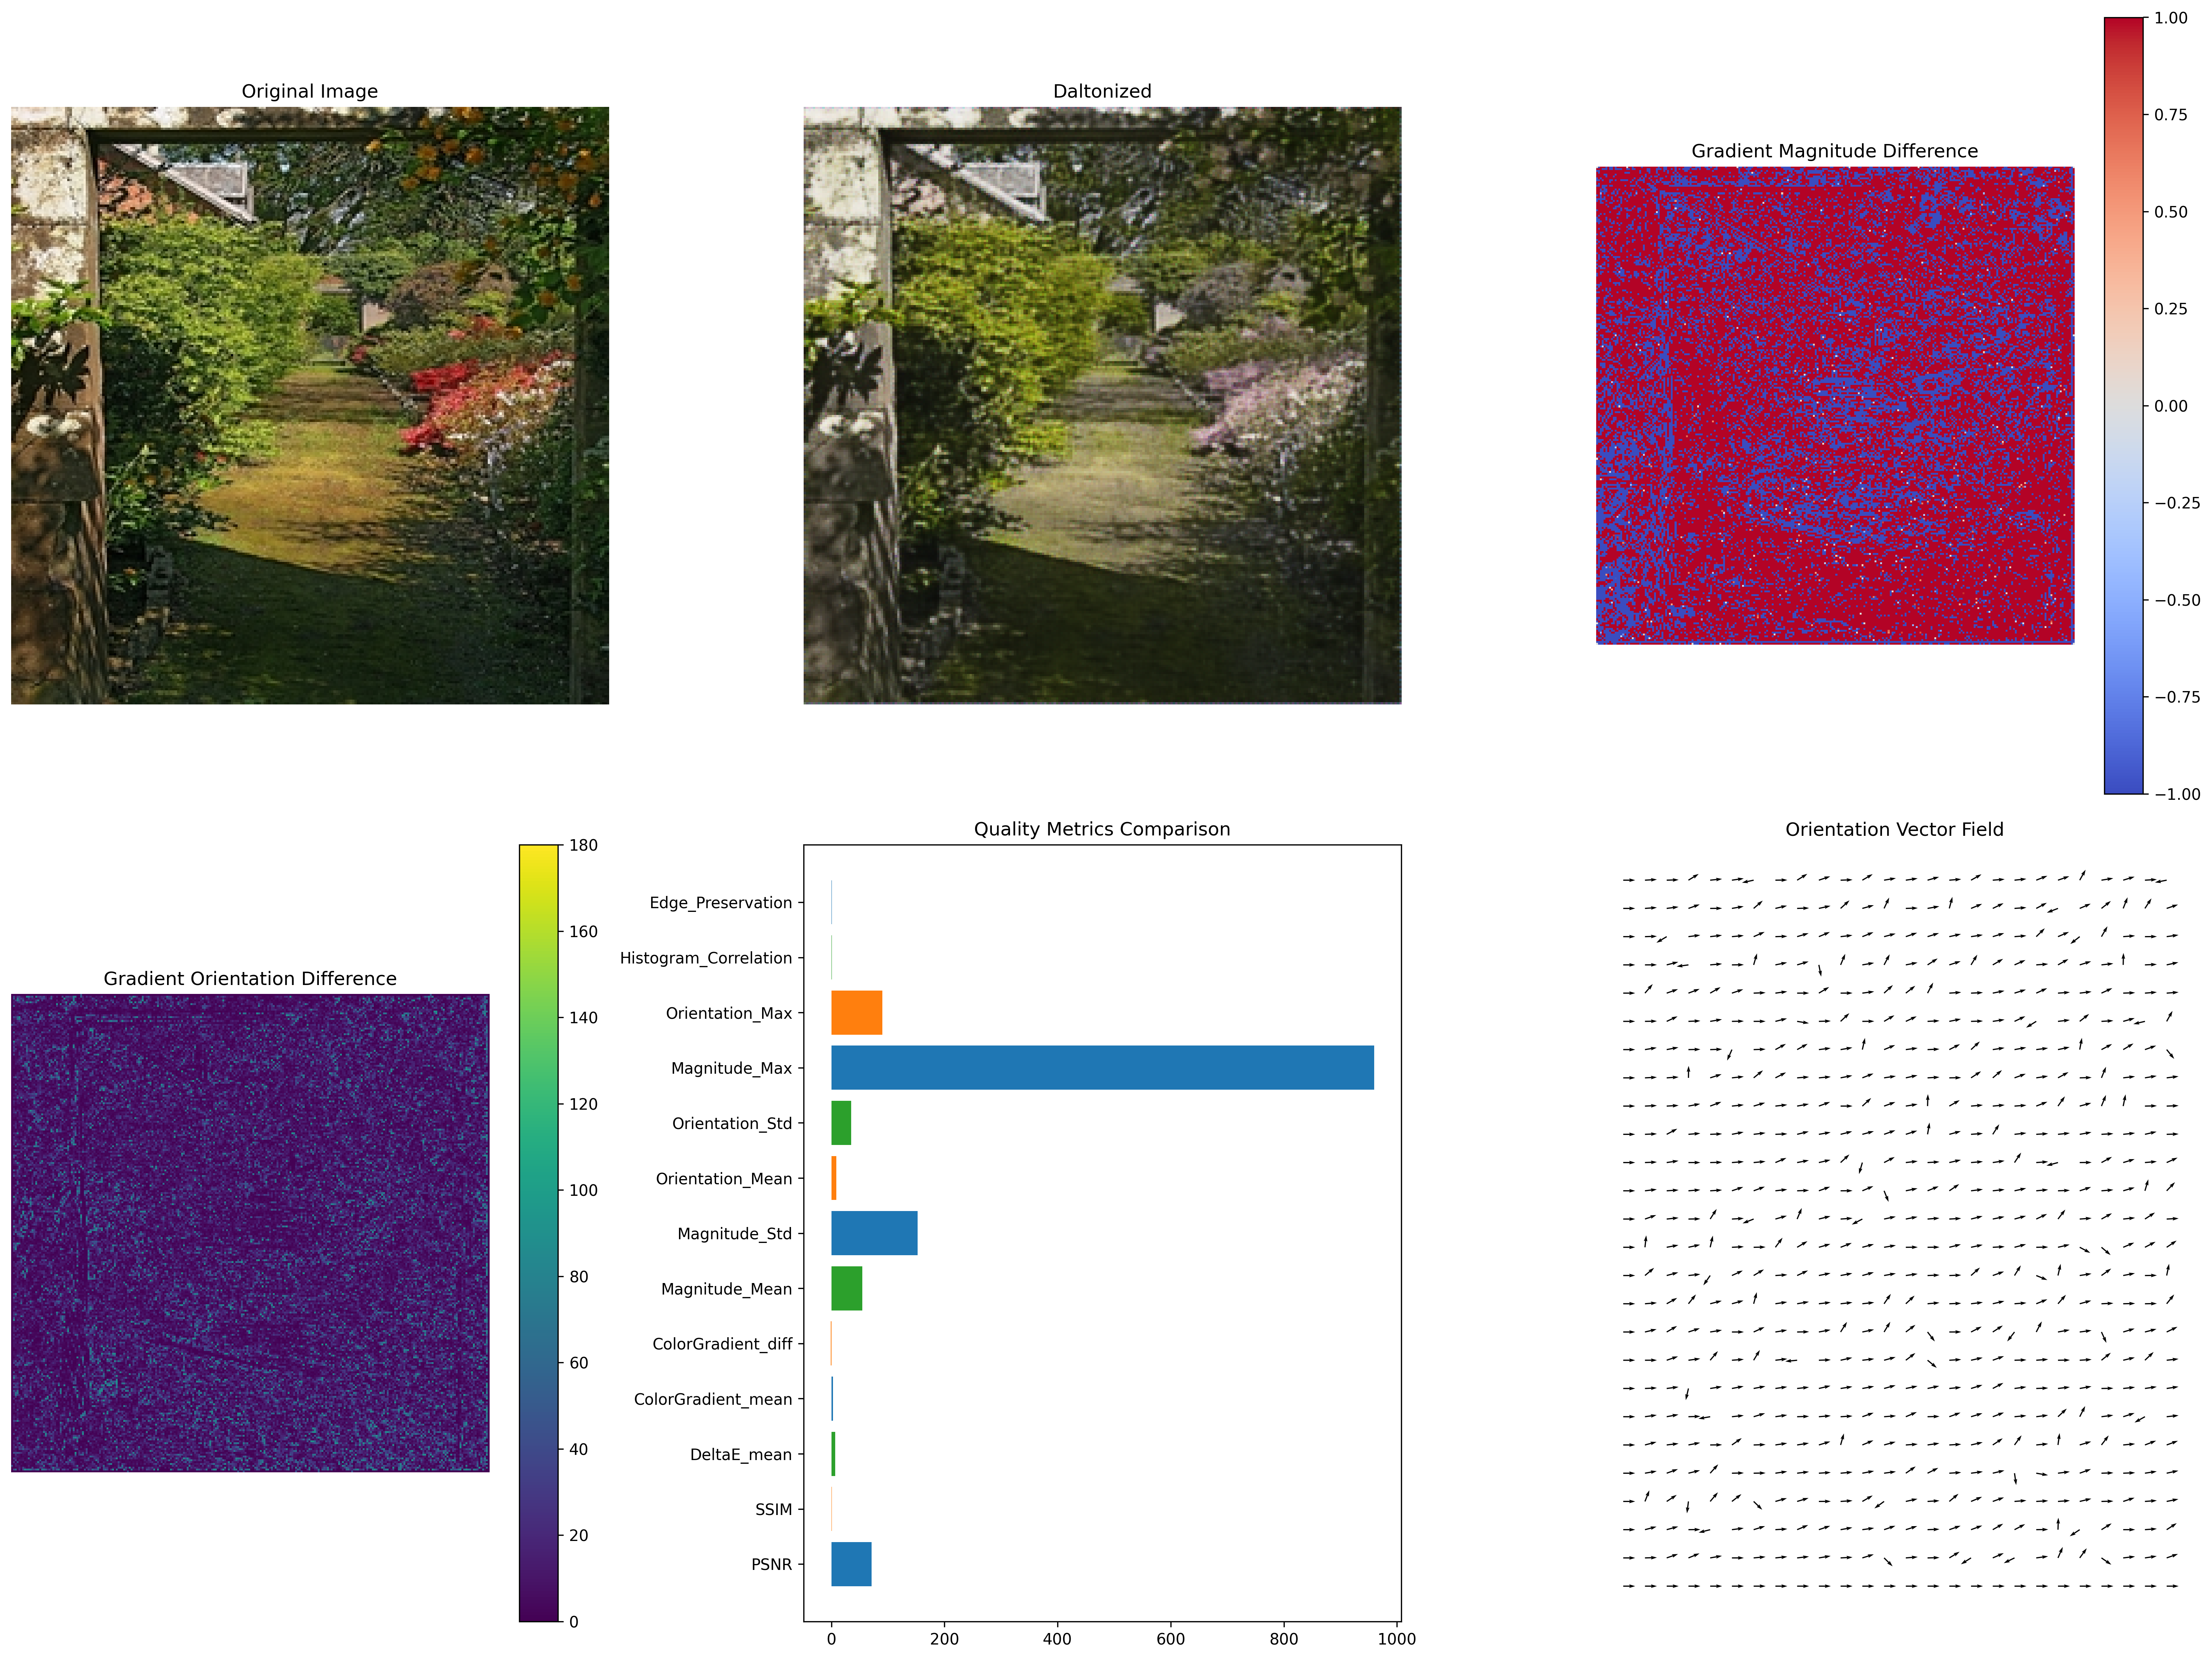 Original Image
Daltonized
Gradient Magnitude Difference
1.00
0.75
0.50
0.25
0.00
−0.25
−0.50
−0.75
−1.00
Gradient Orientation Difference
180
160
140
120
100
80
60
40
20
0
Quality Metrics Comparison
Edge_Preservation
Histogram_Correlation
Orientation_Max
Magnitude_Max
Orientation_Std
Orientation_Mean
Magnitude_Std
Magnitude_Mean
ColorGradient_diff
ColorGradient_mean
DeltaE_mean
SSIM
PSNR
0 200 400 600 800 1000
Orientation Vector Field